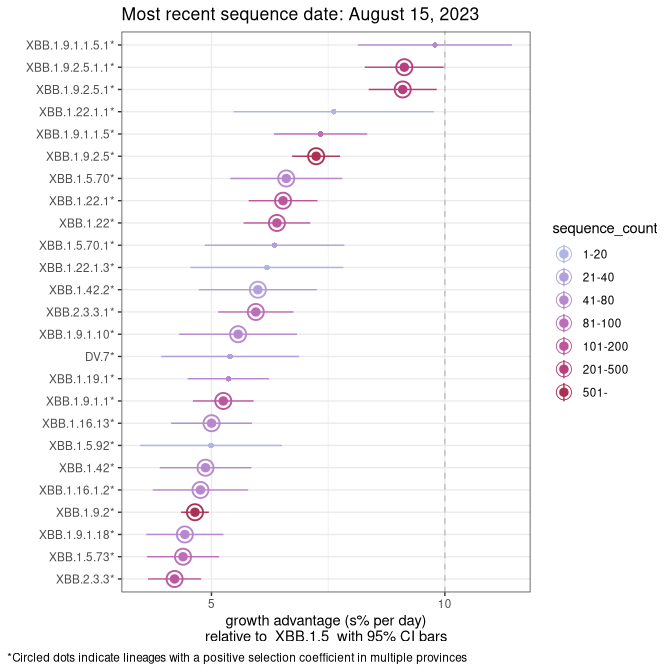 Most recent sequence date: August 15, 2023
XBB.1.9.1.1.5.1*
XBB.1.9.2.5.1.1*
XBB.1.9.2.5.1*
XBB.1.22.1.1*
XBB.1.9.1.1.5*
XBB.1.9.2.5*
XBB.1.5.70*
XBB.1.22.1*
XBB.1.22*
XBB.1.5.70.1*
XBB.1.22.1.3*
XBB.1.42.2*
XBB.2.3.3.1*
XBB.1.9.1.10*
DV.7*
XBB.1.19.1*
XBB.1.9.1.1*
XBB.1.16.13*
XBB.1.5.92*
XBB.1.42*
XBB.1.16.1.2*
XBB.1.9.2*
XBB.1.9.1.18*
XBB.1.5.73*
XBB.2.3.3*
5 10
growth advantage (s% per day)
relative to XBB.1.5 with 95% CI bars
sequence_count
1-20
21-40
41-80
81-100
101-200
201-500
501-
*Circled dots indicate lineages with a positive selection coefficient in multiple provinces